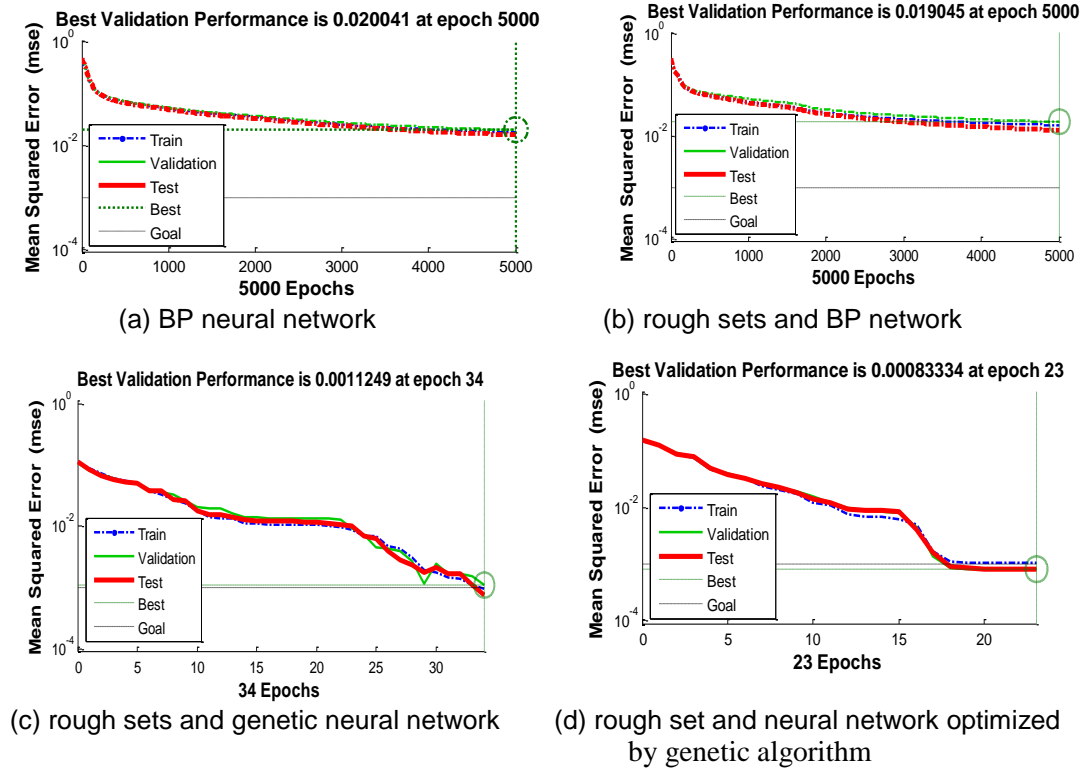 Best Validation Performance is 0.020041 at epoch 5000
Mean Squared Error (mse)
10^0
10^-2
10^-4
Train
Validation
Test
Best
Goal
0 1000 2000 3000 4000 5000
5000 Epochs
(a) BP neural network
Best Validation Performance is 0.019045 at epoch 5000
Mean Squared Error (mse)
10^0
10^-2
10^-4
Train
Validation
Test
Best
Goal
0 1000 2000 3000 4000 5000
5000 Epochs
(b) rough sets and BP network
Best Validation Performance is 0.0011249 at epoch 34
Mean Squared Error (mse)
10^0
10^-2
10^-4
Train
Validation
Test
Best
Goal
0 5 10 15 20 25 30
34 Epochs
(c) rough sets and genetic neural network
Best Validation Performance is 0.00083334 at epoch 23
Mean Squared Error (mse)
10^0
10^-2
10^-4
Train
Validation
Test
Best
Goal
0 5 10 15 20
23 Epochs
(d) rough set and neural network optimized
by genetic algorithm